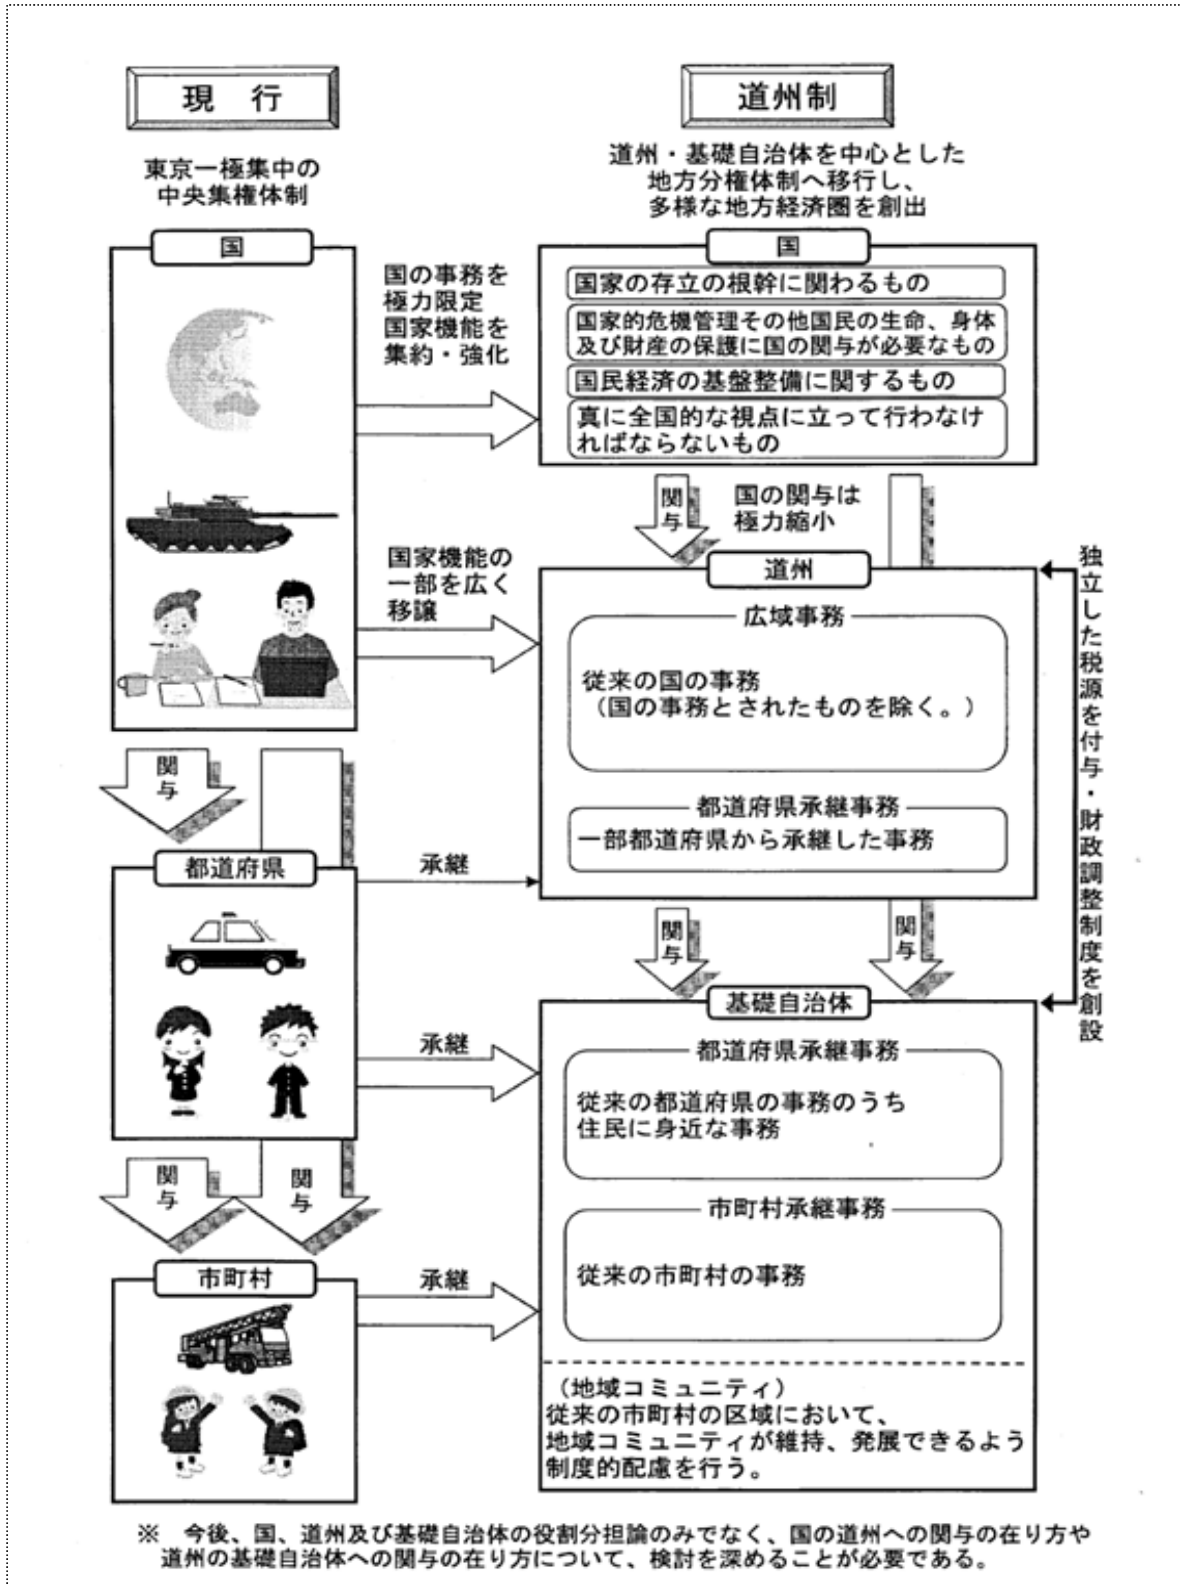 現 行
東京一極集中の
中央集権体制
道州制
道州・基礎自治体を中心とした
地方分権体制へ移行し、
多様な地方経済圏を創出
国
国の事務を
極力限定
国家機能を
集約・強化
国
国家の存立の根幹に関わるもの
国家的危機管理その他国民の生命、身体
及び財産の保護に国の関与が必要なもの
国民経済の基盤整備に関するもの
真に全国的な視点に立って行わなけ
ればならないもの
関与
国の関与は
極力縮小
国家機能の
一部を広く
移譲
道州
広域事務
従来の国の事務
（国の事務とされたものを除く。）
都道府県承継事務
一部都道府県から承継した事務
独立した税源を付与・財政調整制度を創設
関与
都道府県
承継
関与
関与
基礎自治体
承継
都道府県承継事務
従来の都道府県の事務のうち
住民に身近な事務
関与
関与
市町村承継事務
従来の市町村の事務
市町村
承継
（地域コミュニティ）
従来の市町村の区域において、
地域コミュニティが維持、発展できるよう
制度的配慮を行う。
※ 今後、国、道州及び基礎自治体の役割分担論のみでなく、国の道州への関与の在り方や
道州の基礎自治体への関与の在り方について、検討を深めることが必要である。